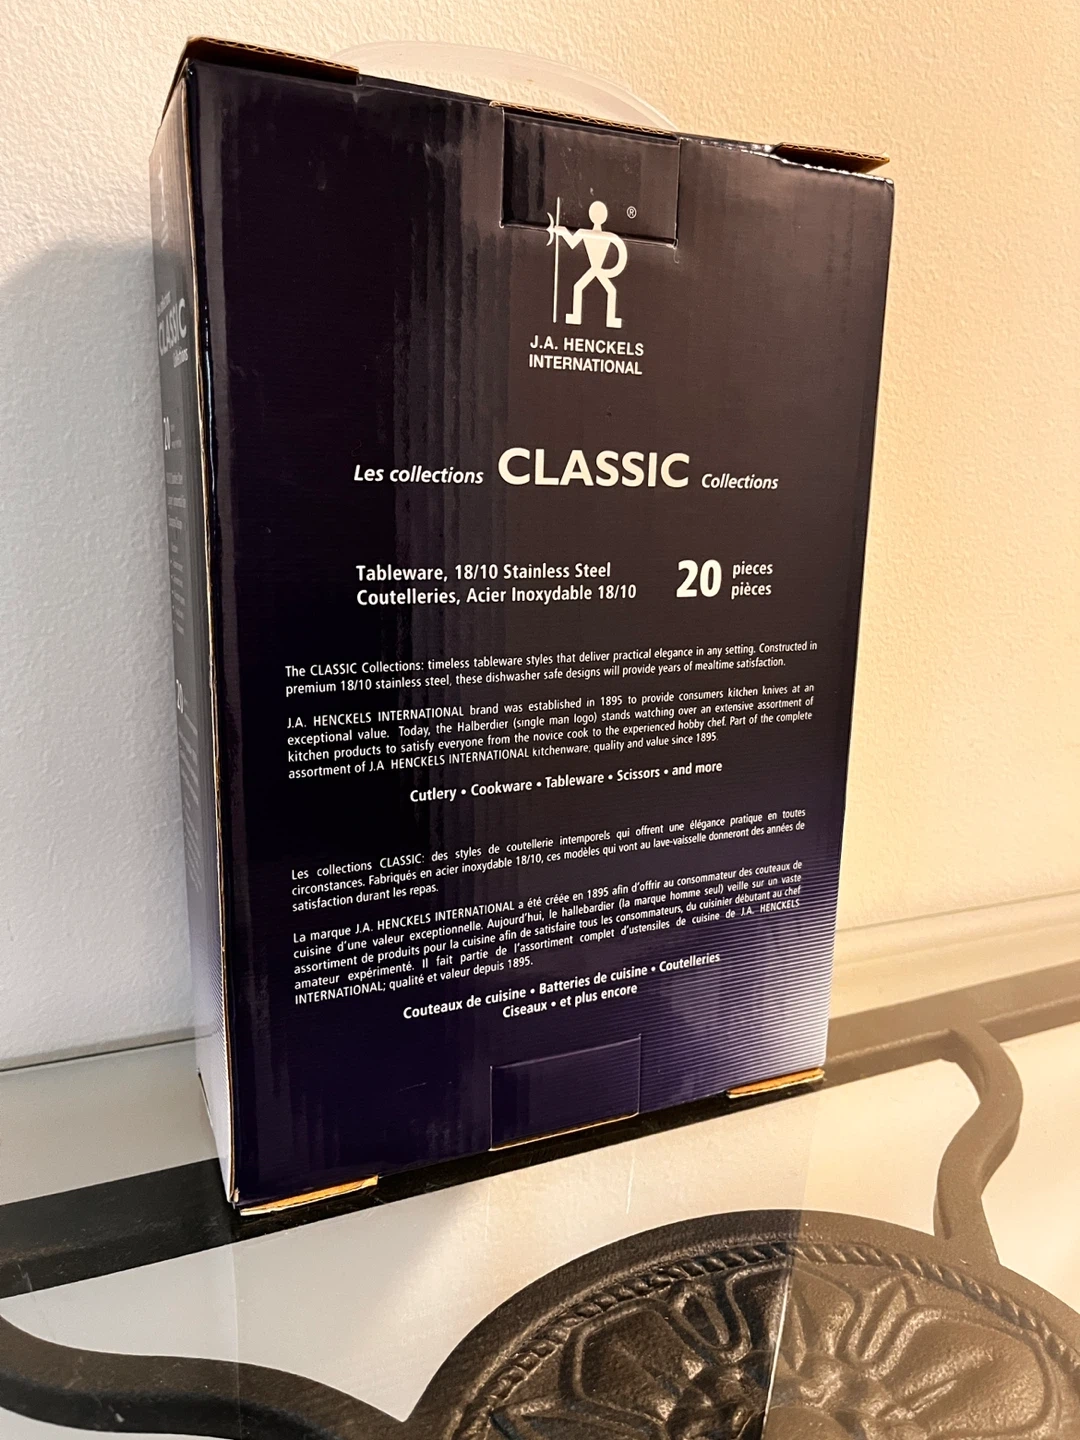 ®
J.A. HENCKELS
INTERNATIONAL
Les collections CLASSIC Collections
Tableware, 18/10 Stainless Steel
Coutelleries, Acier Inoxydable 18/10
20 pieces
pièces
The CLASSIC Collections: timeless tableware styles that deliver practical elegance in any setting. Constructed in
premium 18/10 stainless steel, these dishwasher safe designs will provide years of mealtime satisfaction.
J.A. HENCKELS INTERNATIONAL brand was established in 1895 to provide consumers kitchen knives at an
exceptional value. Today, the Halberdier (single man logo) stands watching over an extensive assortment of
kitchen products to satisfy everyone from the novice cook to the experienced hobby chef. Part of the complete
assortment of J.A HENCKELS INTERNATIONAL kitchenware, quality and value since 1895
Cutlery • Cookware • Tableware • Scissors • and more
Les collections CLASSIC: des styles de coutellerie intemporels qui offrent une élégance pratique en toutes
circonstances. Fabriqués en acier inoxydable 18/10, ces modèles qui vont au lave-vaisselle donneront des années de
satisfaction durant les repas.
La marque J.A. HENCKELS INTERNATIONAL a été créée en 1895 afin d'offrir au consommateur des couteaux de
cuisine d'une valeur exceptionnelle. Aujourd'hui, le hallebardier (la marque homme seul) veille sur un vaste
assortiment de produits pour la cuisine afin de satisfaire tous les consommateurs, du cuisinier débutant au chef
amateur expérimenté. Il fait partie de l'assortiment complet d'ustensiles de cuisine de J.A. HENCKELS
INTERNATIONAL; qualité et valeur depuis 1895.
Couteaux de cuisine • Batteries de cuisine • Coutelleries
Ciseaux • et plus encore
CLASSIC
20
20